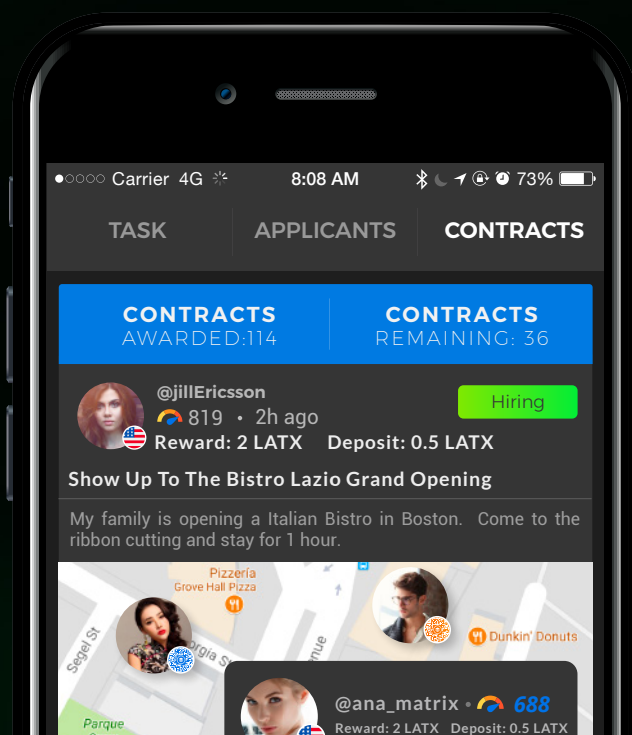 Carrier 4G 8:08 AM 73%
TASK APPLICANTS CONTRACTS
CONTRACTS CONTRACTS
AWARDED:114 REMAINING: 36
@jillEricsson
819 • 2h ago Hiring
Reward: 2 LATX Deposit: 0.5 LATX
Show Up To The Bistro Lazio Grand Opening
My family is opening a Italian Bistro in Boston. Come to the
ribbon cutting and stay for 1 hour.
Pizzería
Grove Hall Pizza
Dunkin' Donuts
Segel St
rgia S
nue
@ana_matrix • 688
Parque
Reward: 2 LATX Deposit: 0.5 LATX